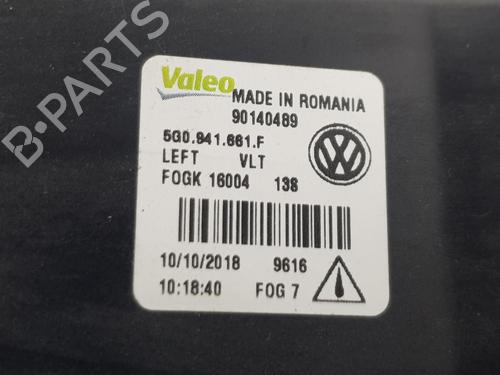 B-PARTS
Valeo
MADE IN ROMANIA
90140489
5G0.941.661.F
LEFT VLT
FOGK 16004 138
10/10/2018 9616
10:18:40 FOG 7